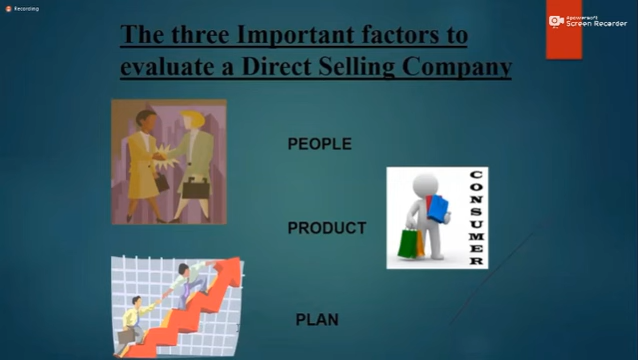 Recording
Apowersoft
Screen Recorder
The three Important factors to
evaluate a Direct Selling Company
PEOPLE
CONSUMER
PRODUCT
PLAN